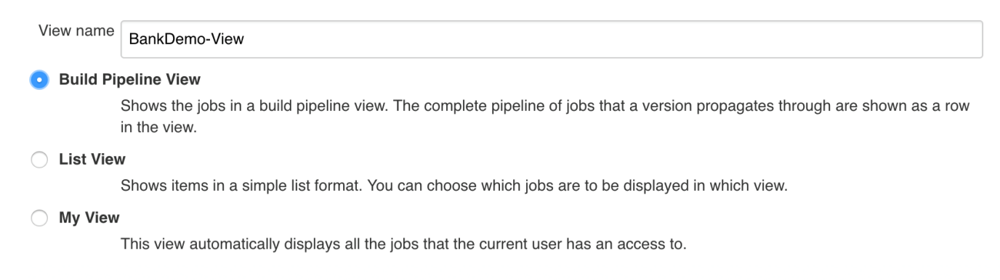 View name
BankDemo-View
Build Pipeline View
Shows the jobs in a build pipeline view. The complete pipeline of jobs that a version propagates through are shown as a row
in the view.
List View
Shows items in a simple list format. You can choose which jobs are to be displayed in which view.
My View
This view automatically displays all the jobs that the current user has an access to.